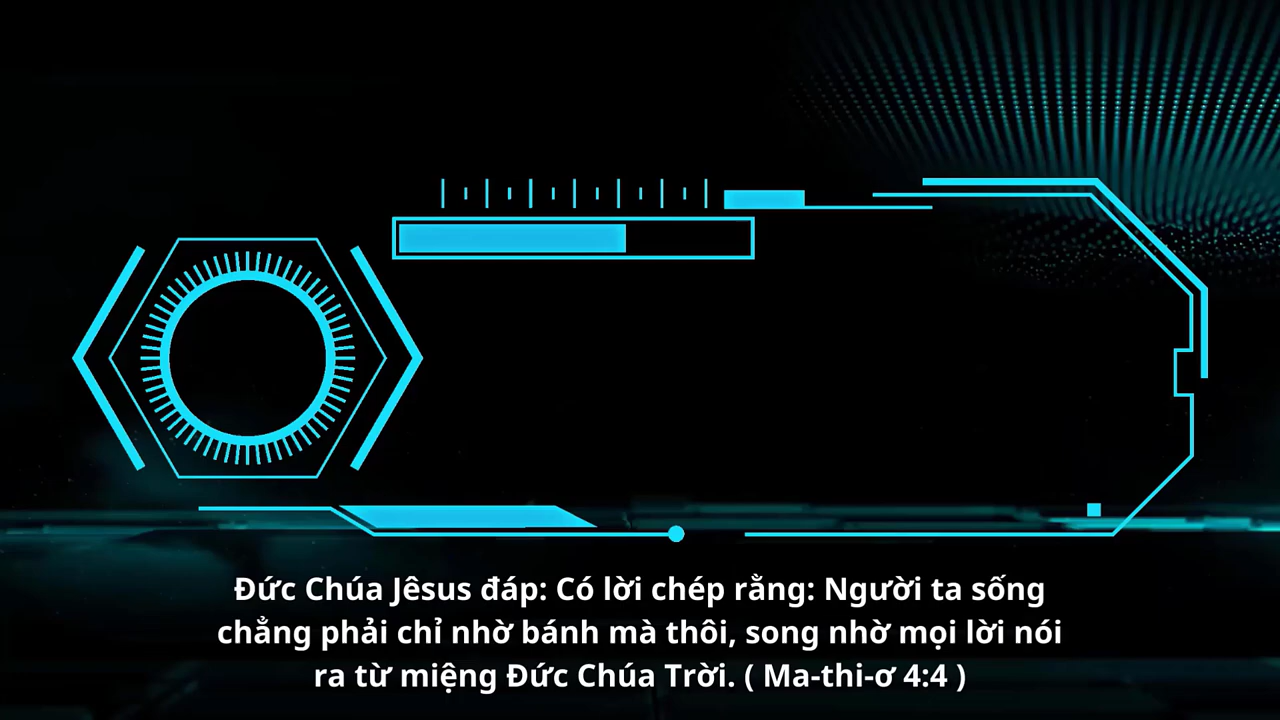 Đức Chúa Jêsus đáp: Có lời chép rằng: Người ta sống
chẳng phải chỉ nhờ bánh mà thôi, song nhờ mọi lời nói
ra từ miệng Đức Chúa Trời. ( Ma-thi-ơ 4:4 )